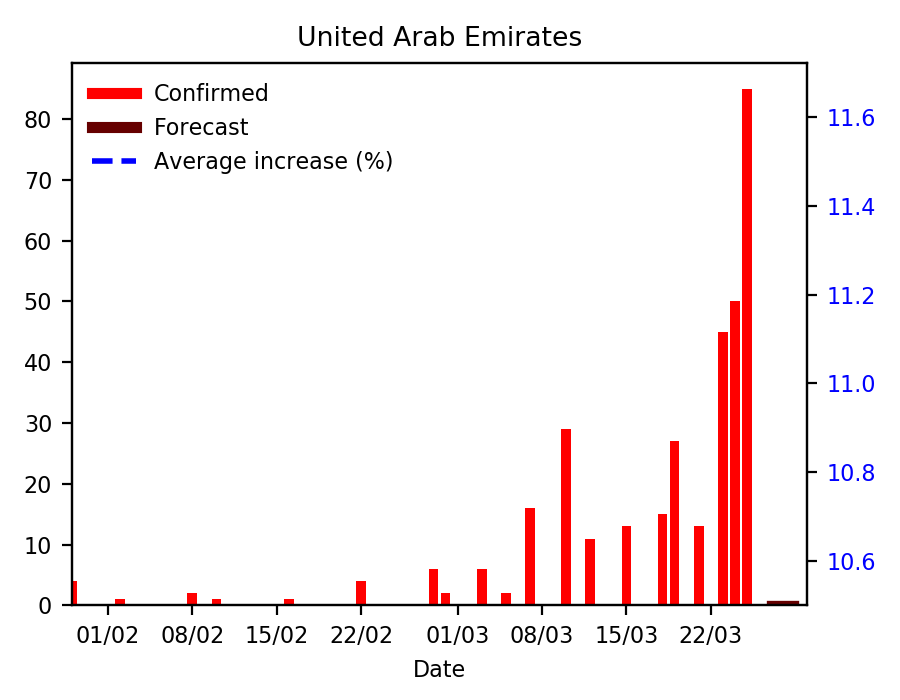 United Arab Emirates
Confirmed
Forecast
Average increase (%)
80
70
60
50
40
30
20
10
0
11.6
11.4
11.2
11.0
10.8
10.6
01/02 08/02 15/02 22/02 01/03 08/03 15/03 22/03
Date